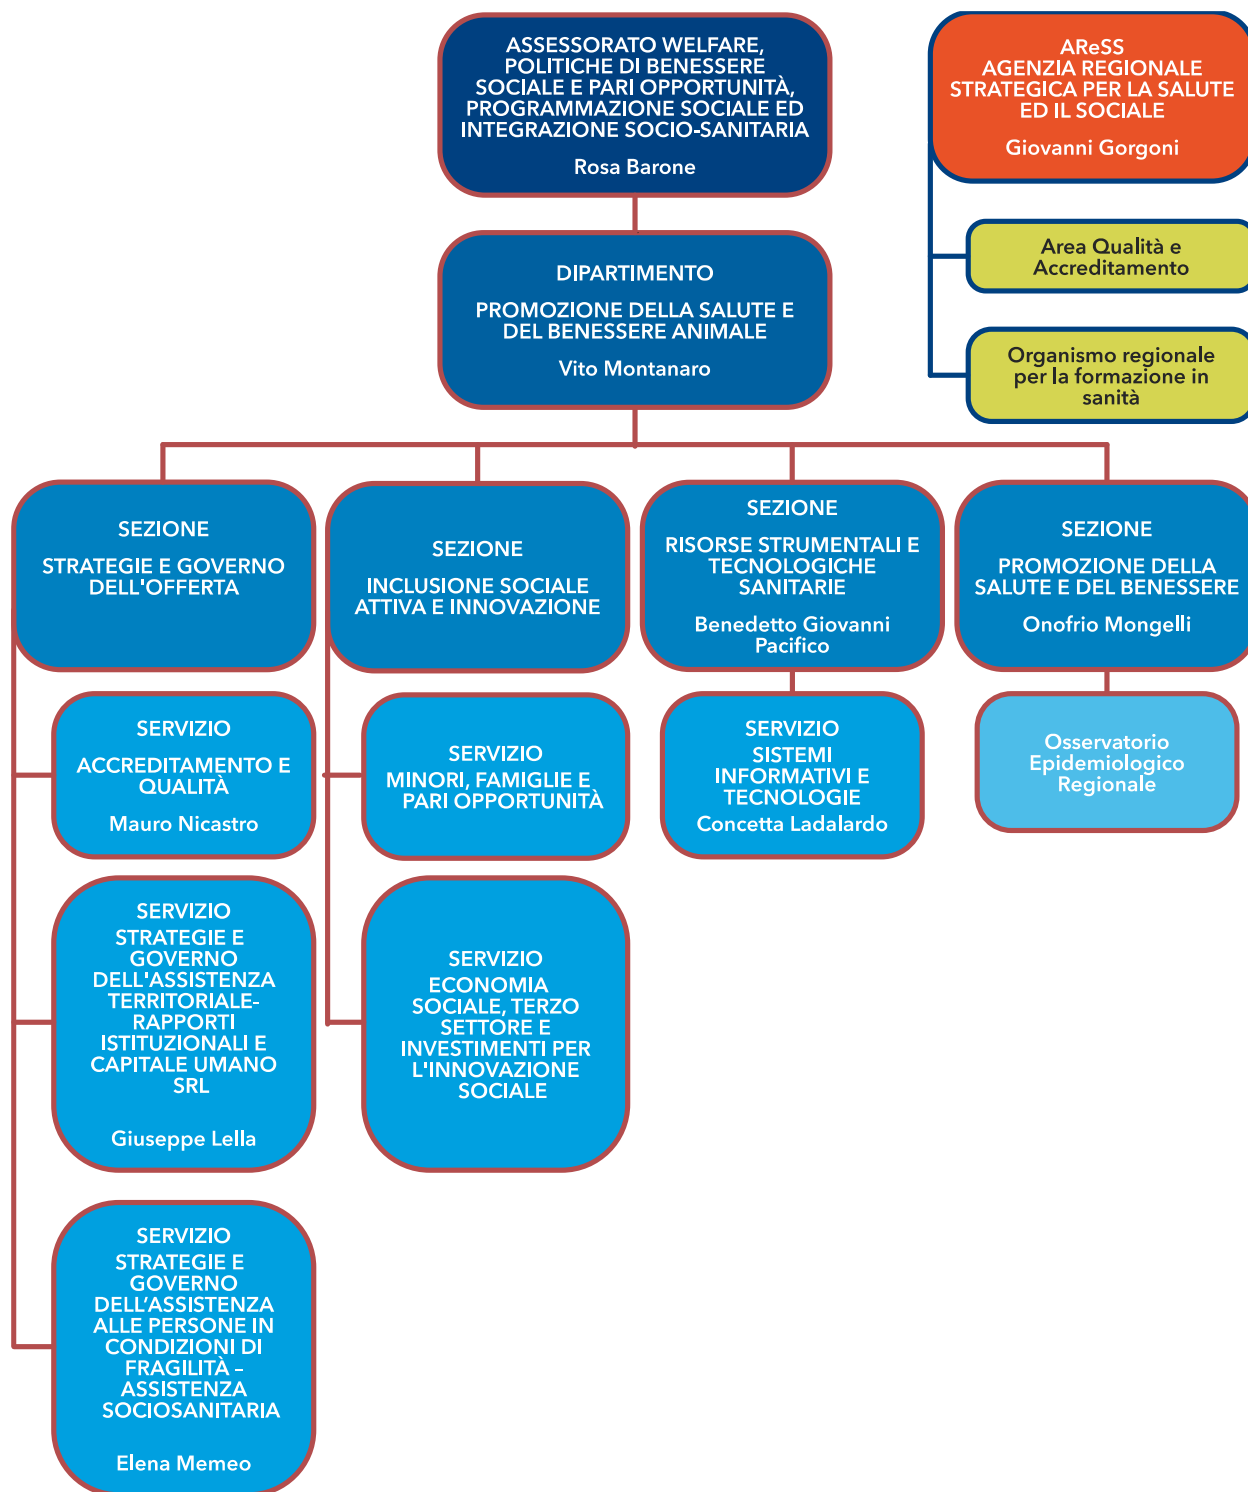 ASSESSORATO WELFARE,
POLITICHE DI BENESSERE
SOCIALE E PARI OPPORTUNITÀ,
PROGRAMMAZIONE SOCIALE ED
INTEGRAZIONE SOCIO-SANITARIA
Rosa Barone
AReSS
AGENZIA REGIONALE
STRATEGICA PER LA SALUTE
ED IL SOCIALE
Giovanni Gorgoni
Area Qualità e
Accreditamento
Organismo regionale
per la formazione in
sanità
DIPARTIMENTO
PROMOZIONE DELLA SALUTE E
DEL BENESSERE ANIMALE
Vito Montanaro
SEZIONE
STRATEGIE E GOVERNO
DELL'OFFERTA
SEZIONE
INCLUSIONE SOCIALE
ATTIVA E INNOVAZIONE
SEZIONE
RISORSE STRUMENTALI E
TECNOLOGICHE
SANITARIE
Benedetto Giovanni
Pacifico
SEZIONE
PROMOZIONE DELLA
SALUTE E DEL BENESSERE
Onofrio Mongelli
SERVIZIO
ACCREDITAMENTO E
QUALITÀ
Mauro Nicastro
SERVIZIO
MINORI, FAMIGLIE E
PARI OPPORTUNITÀ
SERVIZIO
SISTEMI
INFORMATIVI E
TECNOLOGIE
Concetta Ladalardo
Osservatorio
Epidemiologico
Regionale
SERVIZIO
STRATEGIE E
GOVERNO
DELL'ASSISTENZA
TERRITORIALE-
RAPPORTI
ISTITUZIONALI E
CAPITALE UMANO
SRL
Giuseppe Lella
SERVIZIO
ECONOMIA
SOCIALE, TERZO
SETTORE E
INVESTIMENTI PER
L'INNOVAZIONE
SOCIALE
SERVIZIO
STRATEGIE E
GOVERNO
DELL’ASSISTENZA
ALLE PERSONE IN
CONDIZIONI DI
FRAGILITÀ –
ASSISTENZA
SOCIOSANITARIA
Elena Memeo